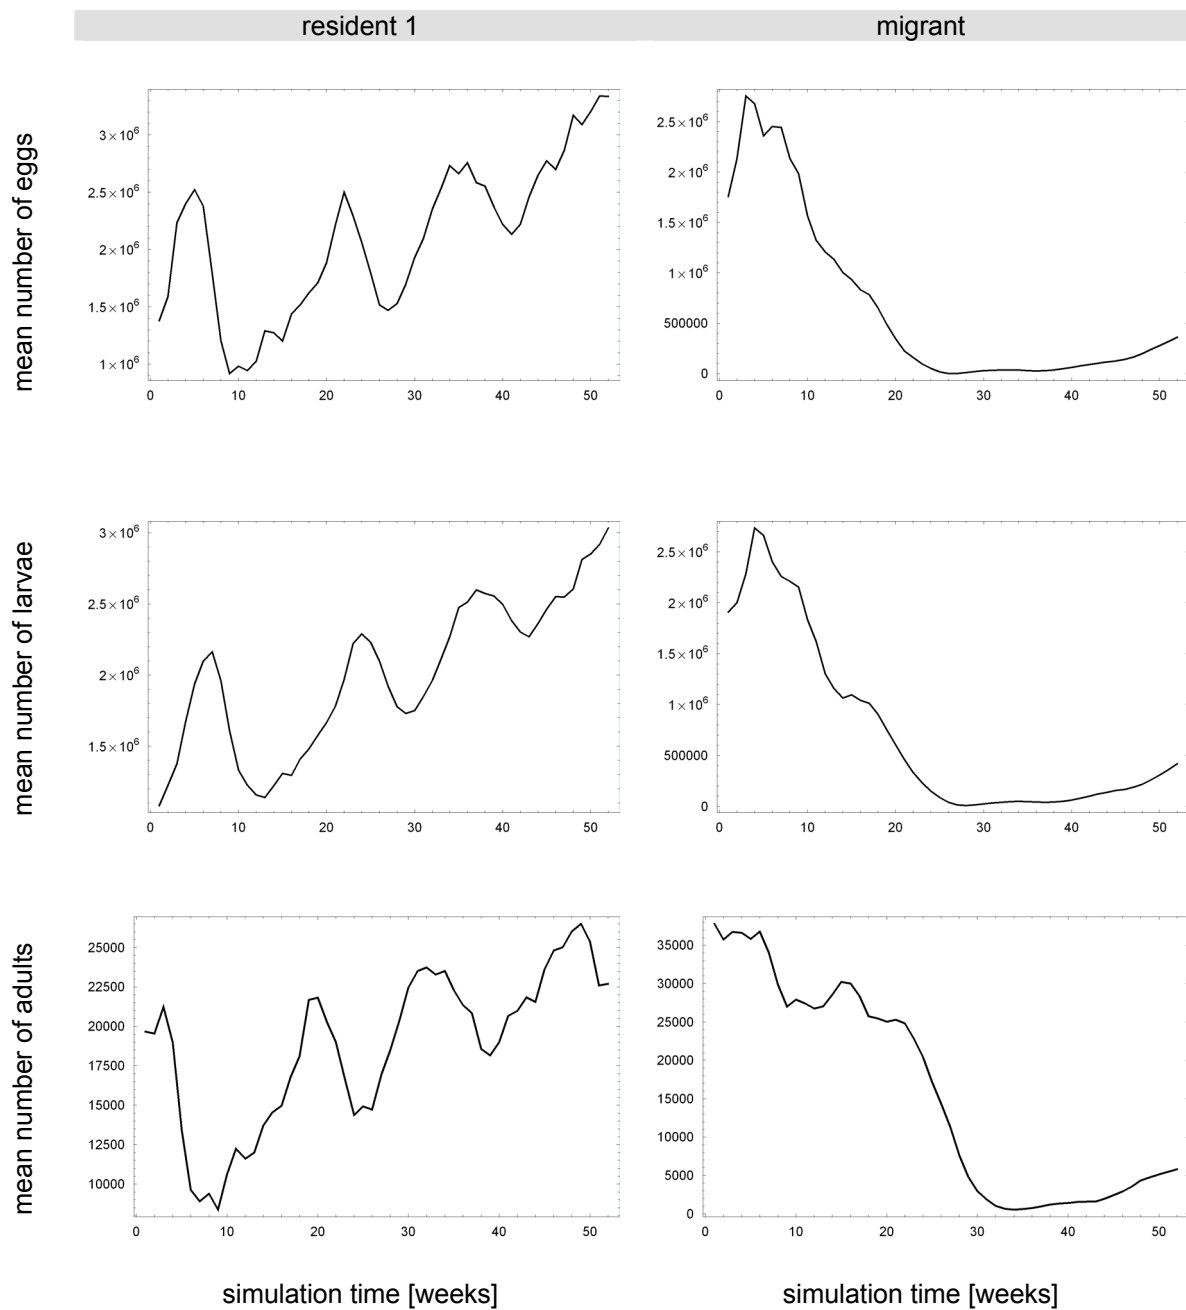 resident 1
migrant
mean number of eggs
3 × 10⁶
2.5 × 10⁶
2 × 10⁶
1.5 × 10⁶
1 × 10⁶
0 10 20 30 40 50
2.5 × 10⁶
2 × 10⁶
1.5 × 10⁶
1 × 10⁶
500000
0
0 10 20 30 40 50
mean number of larvae
3 × 10⁶
2.5 × 10⁶
2 × 10⁶
1.5 × 10⁶
0 10 20 30 40 50
2.5 × 10⁶
2 × 10⁶
1.5 × 10⁶
1 × 10⁶
500000
0
0 10 20 30 40 50
mean number of adults
25000
22500
20000
17500
15000
12500
10000
0 10 20 30 40 50
35000
30000
25000
20000
15000
10000
5000
0
0 10 20 30 40 50
simulation time [weeks]
simulation time [weeks]